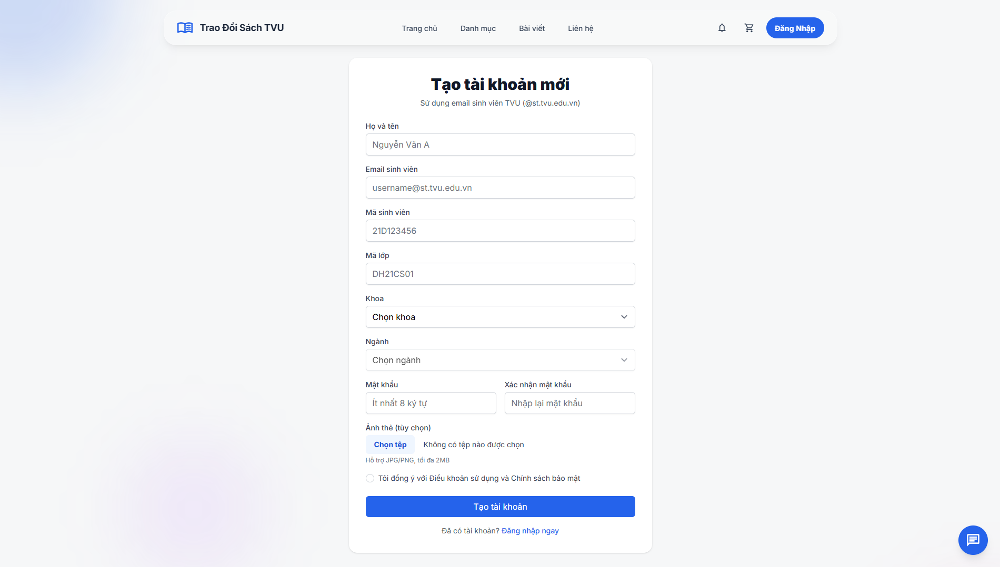 Trao Đổi Sách TVU
Trang chủ
Danh mục
Bài viết
Liên hệ
Đăng Nhập
Tạo tài khoản mới
Sử dụng email sinh viên TVU (@st.tvu.edu.vn)
Họ và tên
Nguyễn Văn A
Email sinh viên
username@st.tvu.edu.vn
Mã sinh viên
21D123456
Mã lớp
DH21CS01
Khoa
Chọn khoa
Ngành
Chọn ngành
Mật khẩu
Ít nhất 8 ký tự
Xác nhận mật khẩu
Nhập lại mật khẩu
Ảnh thẻ (tùy chọn)
Chọn tệp
Không có tệp nào được chọn
Hỗ trợ JPG/PNG, tối đa 2MB
Tôi đồng ý với Điều khoản sử dụng và Chính sách bảo mật
Tạo tài khoản
Đã có tài khoản? Đăng nhập ngay